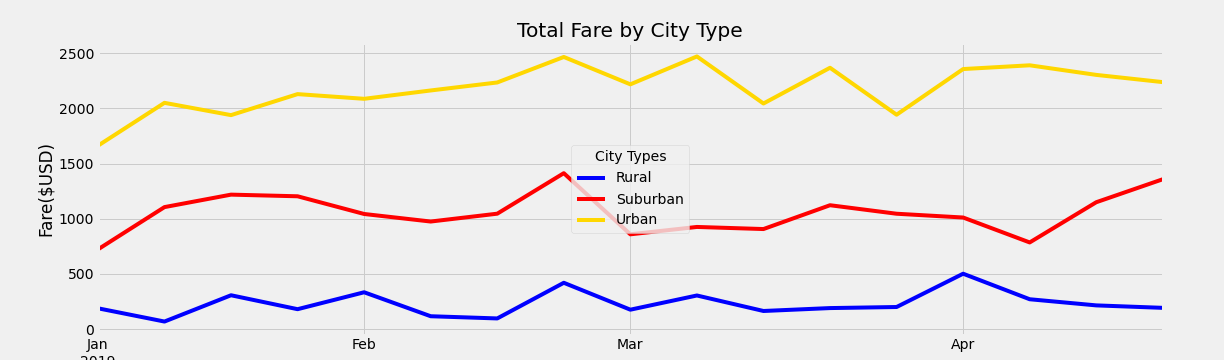 Total Fare by City Type
Fare($USD)
2500
2000
1500
1000
500
0
City Types
Rural
Suburban
Urban
Jan
Feb
Mar
Apr
2019